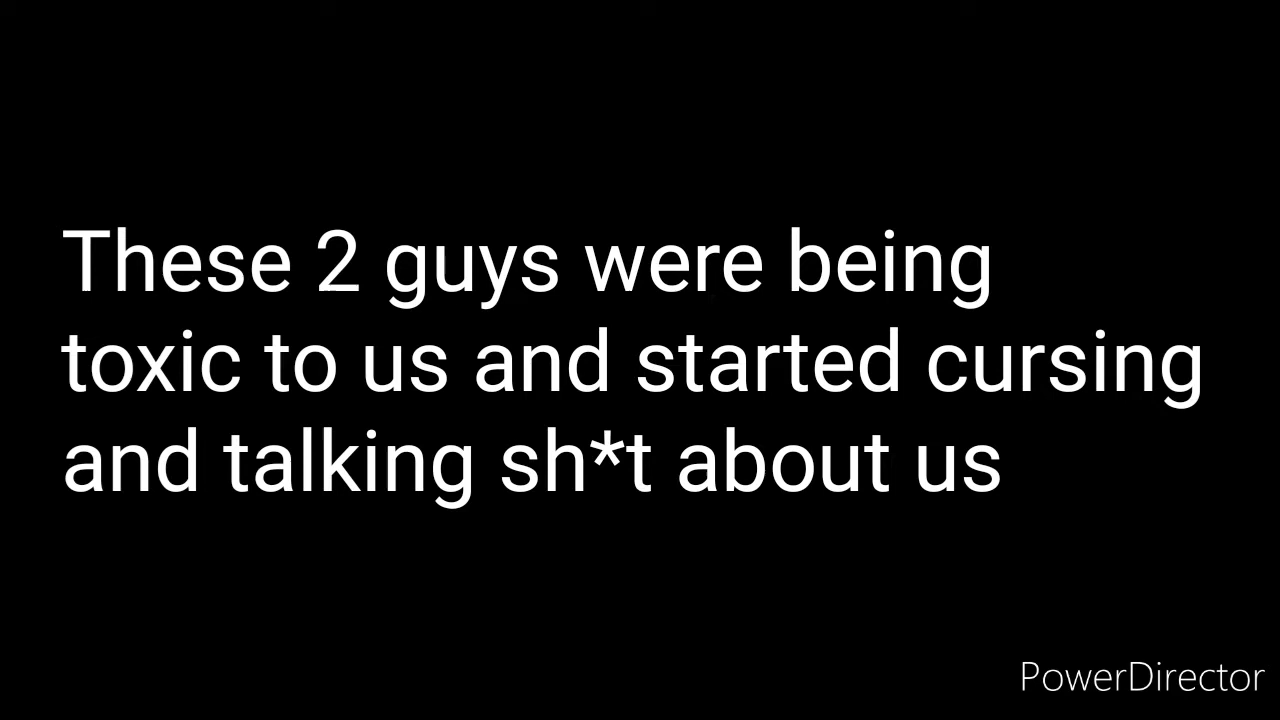 These 2 guys were being
toxic to us and started cursing
and talking sh*t about us
PowerDirector